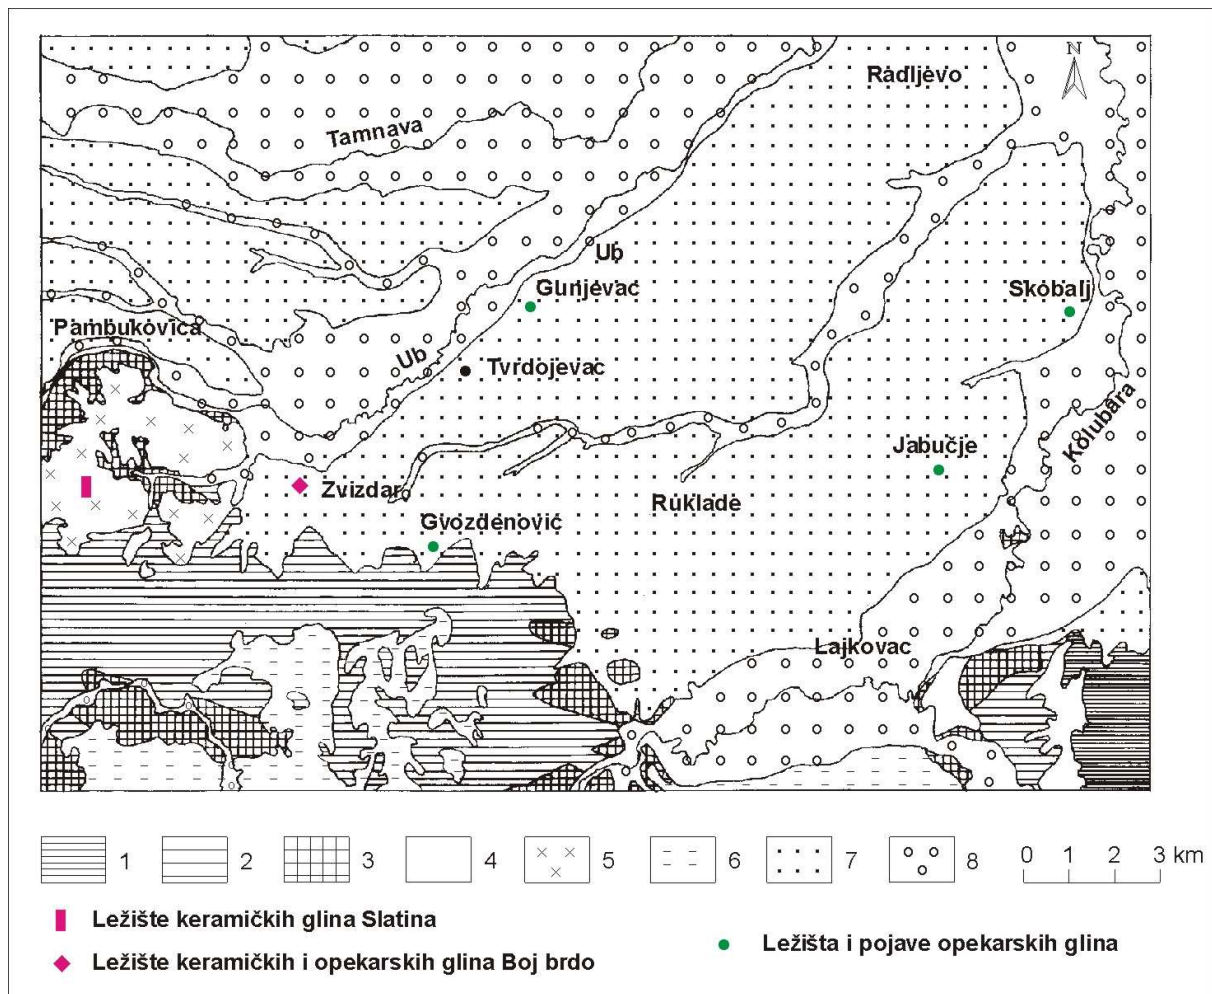 N
Radljevo
Tamnava
Ub
Gunjevac
Skobalj
Pambukovica
Ub
Tvrdojevac
Kolubara
Jabučje
Zvizdar
Ruklade
Gvozdenović
Lajkovac
1
2
3
4
5
6
7
8
0 1 2 3 km
Ležište keramičkih glina Slatina
Ležišta i pojave opekarskih glina
Ležište keramičkih i opekarskih glina Boj brdo